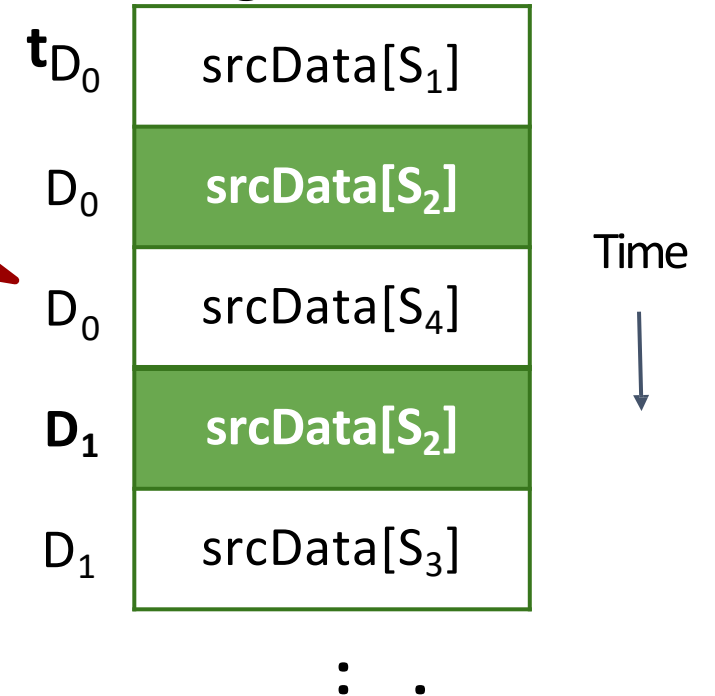 tD₀ srcData[S₁]
D₀ srcData[S₂]
Time
D₀ srcData[S₄]
D₁ srcData[S₂]
D₁ srcData[S₃]
: .